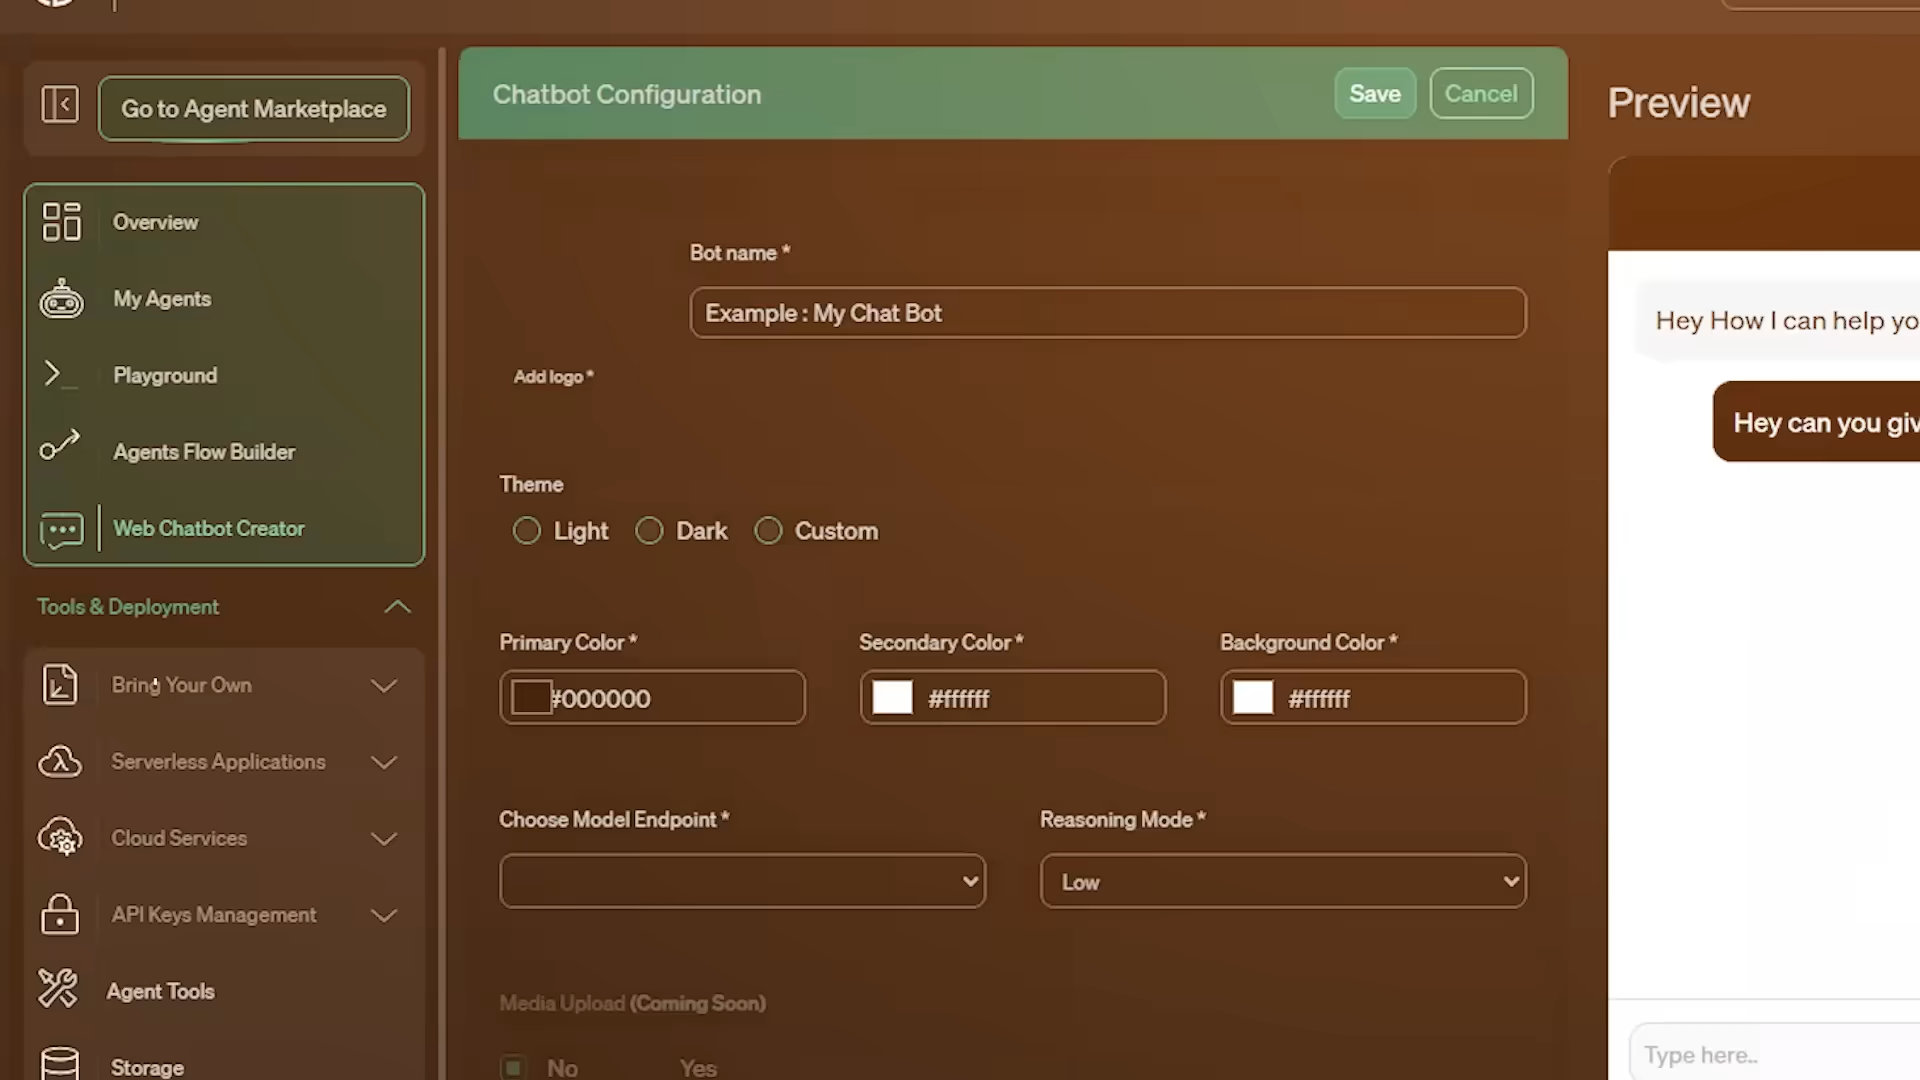 Go to Agent Marketplace
Overview
My Agents
Playground
Agents Flow Builder
Web Chatbot Creator
Tools & Deployment
Bring Your Own
Serverless Applications
Cloud Services
API Keys Management
Agent Tools
Storage
Chatbot Configuration
Save
Cancel
Bot name *
Example : My Chat Bot
Add logo *
Theme
Light
Dark
Custom
Primary Color *
Secondary Color *
Background Color *
#000000
#ffffff
#ffffff
Choose Model Endpoint *
Reasoning Mode *
Low
Media Upload (Coming Soon)
No
Yes
Preview
Hey How I can help yo
Hey can you giv
Type here..